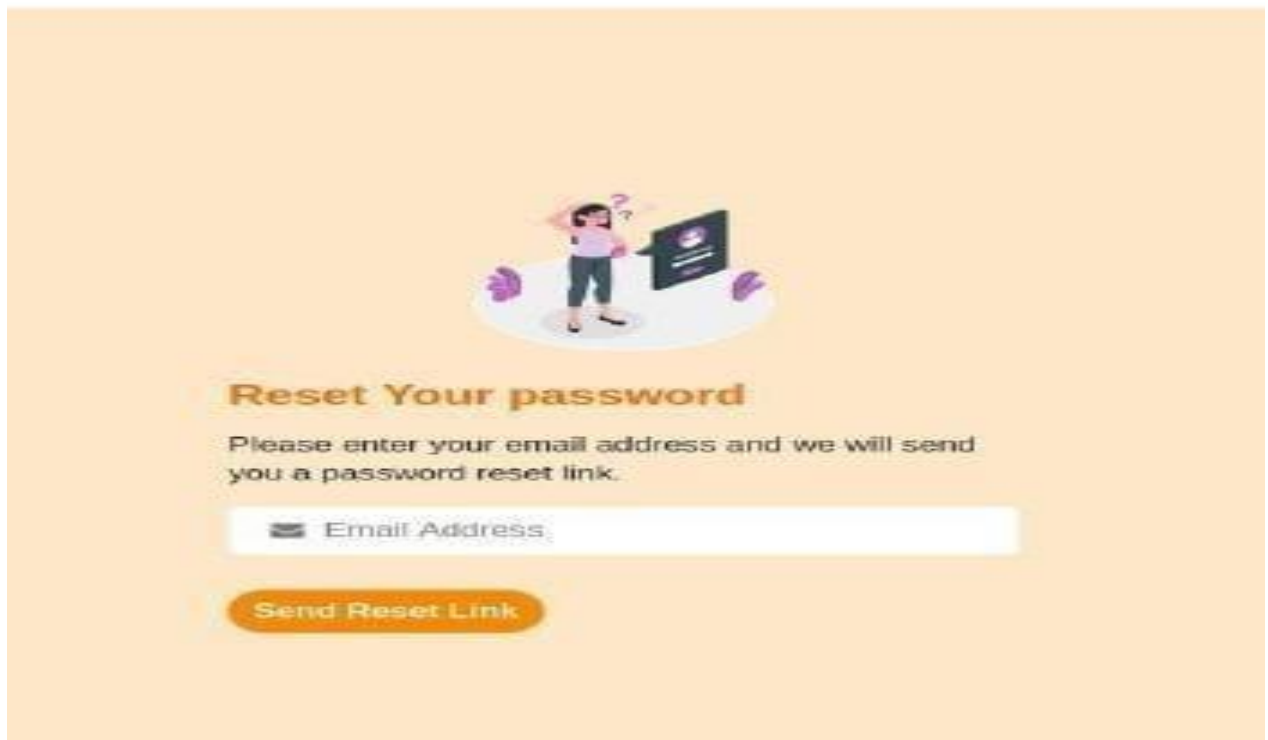 Reset Your password
Please enter your email address and we will send
you a password reset link.
Email Address
Send Reset Link